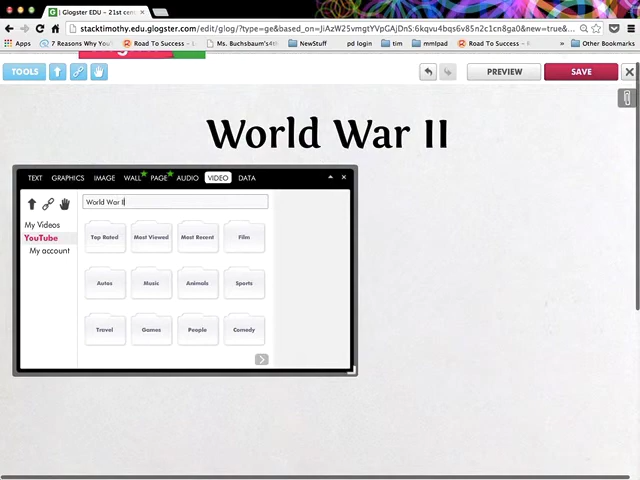 Glogster EDU – 21st cen
stacktimothy.edu.glogster.com/edit/glog/?type=ge&based_on=JiAzW25vmgtYVpGAJDnS:6kqvu4bqs6v85n2c1cn8ga0&new=true&...
Apps 7 Reasons Why You Road To Success – L Ms. Buchsbaum's 4th NewStuff pd login tim timothy mmlpad Road To Success – R » Other Bookmarks
TOOLS PREVIEW SAVE
World War II
TEXT GRAPHICS IMAGE WALL PAGE AUDIO VIDEO DATA
World War II
My Videos
YouTube
My account
Top Rated Most Viewed Most Recent Film
Autos Music Animals Sports
Travel Games People Comedy